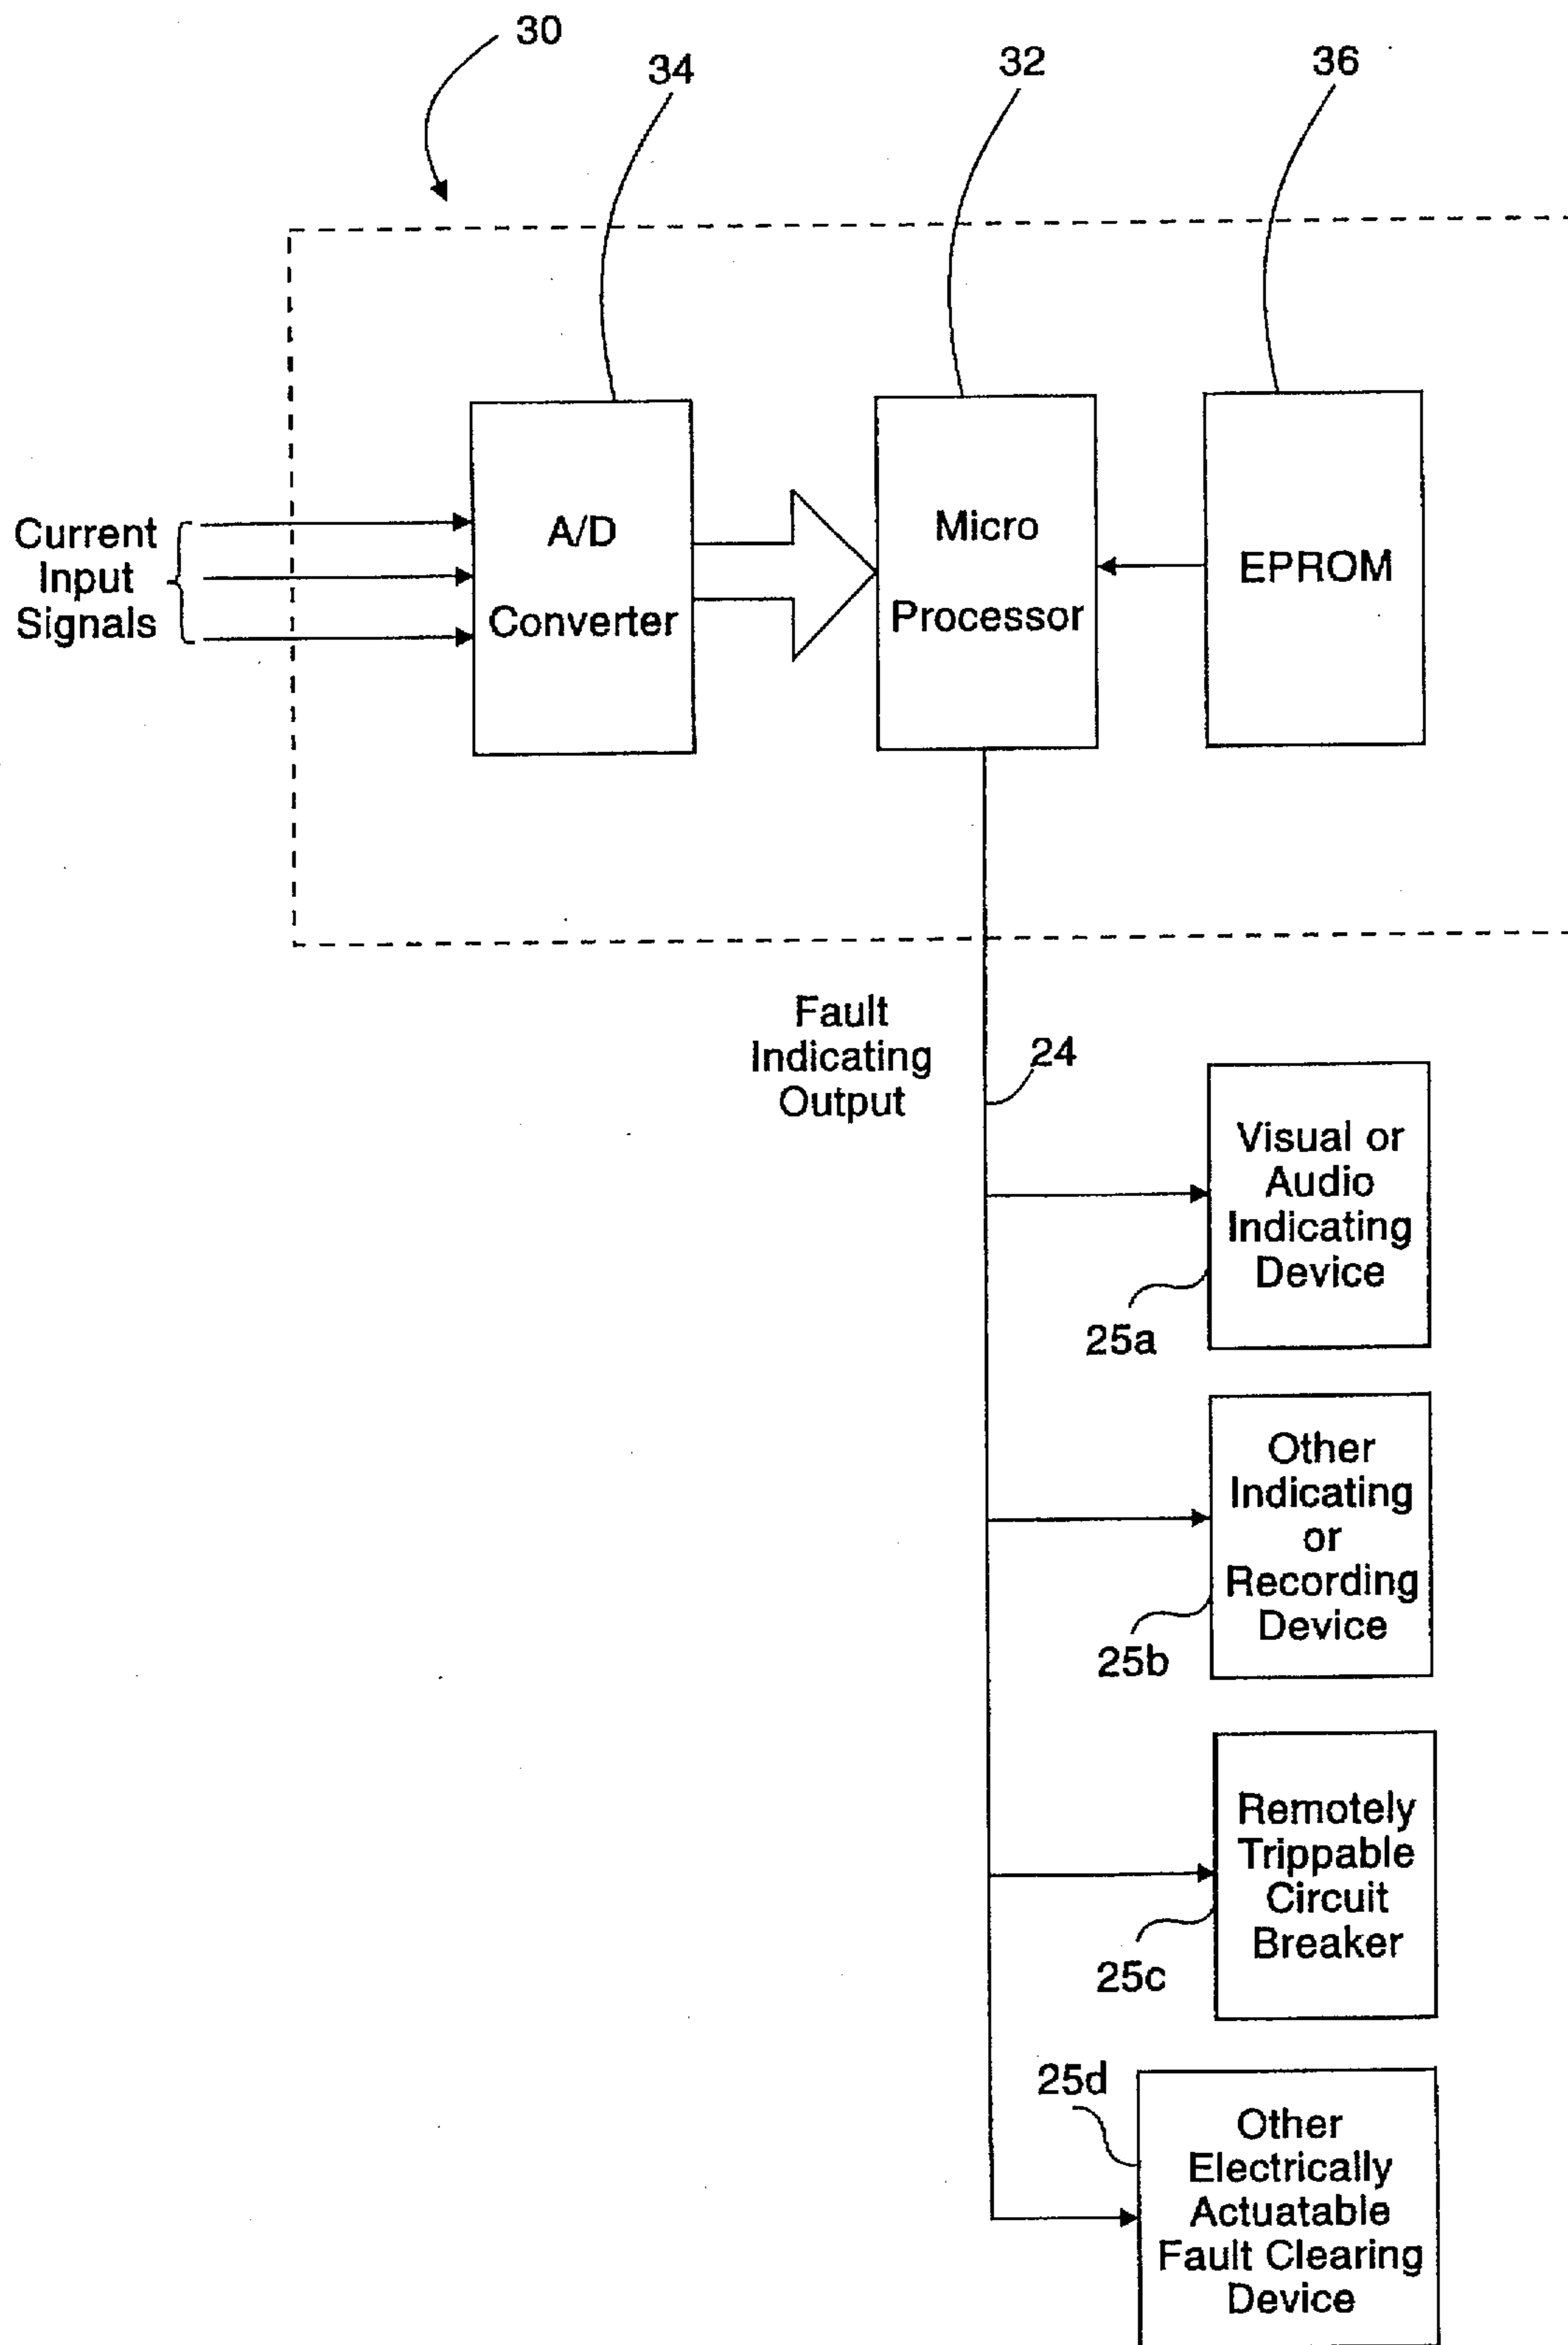 30
34
32
36
Current
Input
Signals
A/D
Converter
Micro
Processor
EPROM
Fault
Indicating
Output
24
Visual or
Audio
Indicating
Device
25a
Other
Indicating
or
Recording
Device
25b
Remotely
Trippable
Circuit
Breaker
25c
25d
Other
Electrically
Actuatable
Fault Clearing
Device